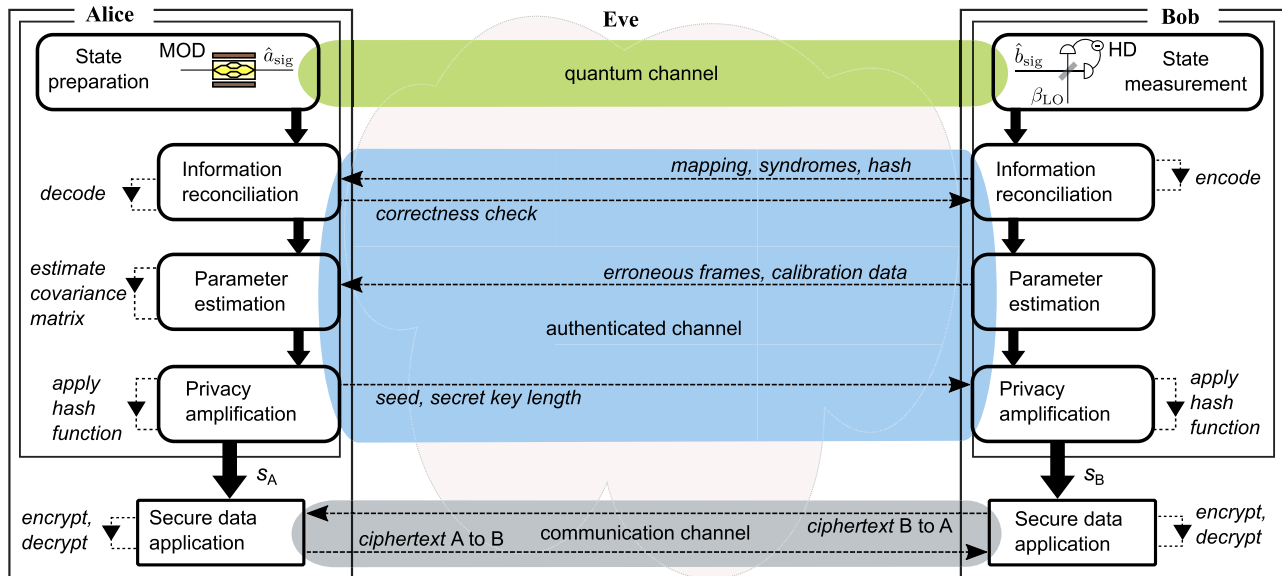 Alice
Eve
Bob
State
preparation
MOD
â_sig
quantum channel
b̂_sig
HD
β_LO
State
measurement
Information
reconciliation
decode
mapping, syndromes, hash
correctness check
Information
reconciliation
encode
estimate
covariance
matrix
Parameter
estimation
erroneous frames, calibration data
authenticated channel
Parameter
estimation
apply
hash
function
Privacy
amplification
seed, secret key length
Privacy
amplification
apply
hash
function
S_A
S_B
encrypt,
decrypt
Secure data
application
ciphertext A to B
communication channel
ciphertext B to A
Secure data
application
encrypt,
decrypt